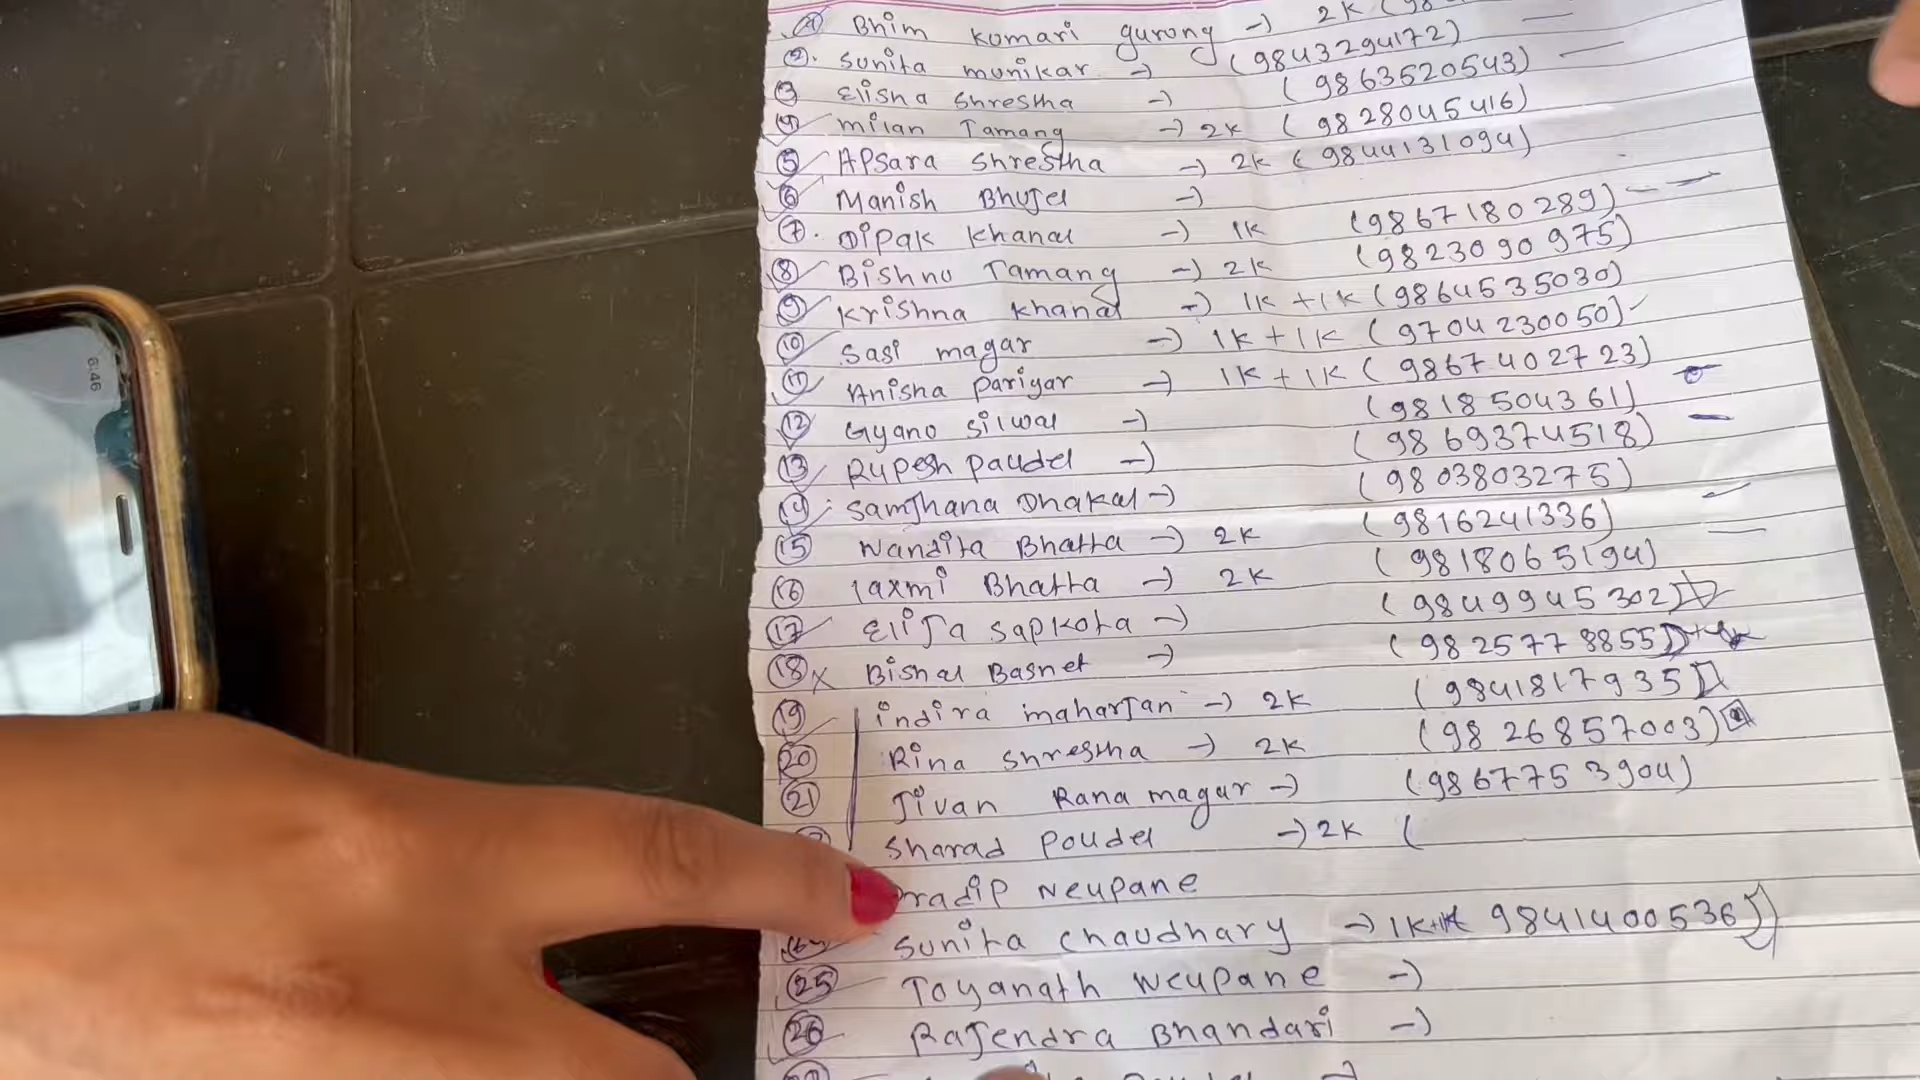 ① Bhim Kumari gurong → 2K (98
②. Sunita munikar → (9843294172)
③ Elisha Shrestha → (9863520543)
④ milan Tamang → 2K (9828045416)
⑤ APsara Shrestha → 2K (9844131094)
⑥ Manish Bhujel →
⑦. Dipak Khanal → 1K (9867180289)
⑧ Bishnu Tamang → 2K (9823090975)
⑨ Krishna Khanal → 1K + 1K (9864535030)
⑩ Sasi magar → 1K + 1K (9704230050)
⑪ Anisha Pariyar → 1K + 1K (9867402723)
⑫ Gyano Silwal → (9818504361)
⑬ Rupesh Paudel → (9869374518)
⑭ Samjhana Dhakal → (9803803275)
⑮ Nandita Bhatta → 2K (9816241336)
⑯ laxmi Bhatta → 2K (9818065194)
⑰ Elija Sapkota → (9849945302)
⑱ x Bishal Basnet → (9825778855)
⑲ indira maharjan → 2K (9841817935)
⑳ Rina Shrestha → 2K (9826857003)
㉑ Jivan Rana magar → (9867753904)
Sharad Poudel → 2K (
Pradip Neupane
Sunita Chaudhary → 1K+1K 9841400536)
㉕ Toyanath Neupane →
㉖ Rajendra Bhandari →